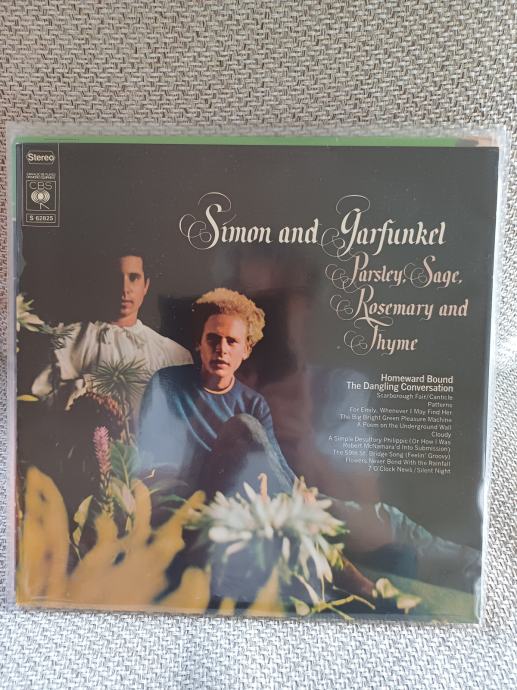 Stereo
CBS
S 62825
Simon and Garfunkel
Parsley, Sage,
Rosemary and
Thyme
Homeward Bound
The Dangling Conversation
Scarborough Fair/Canticle
Patterns
For Emily, Whenever I May Find Her
The Big Bright Green Pleasure Machine
A Poem on the Underground Wall
Cloudy
A Simple Desultory Philippic (Or How I Was
Robert McNamara'd Into Submission)
The 59th St. Bridge Song (Feelin' Groovy)
Flowers Never Bend With the Rainfall
7 O'Clock News/Silent Night